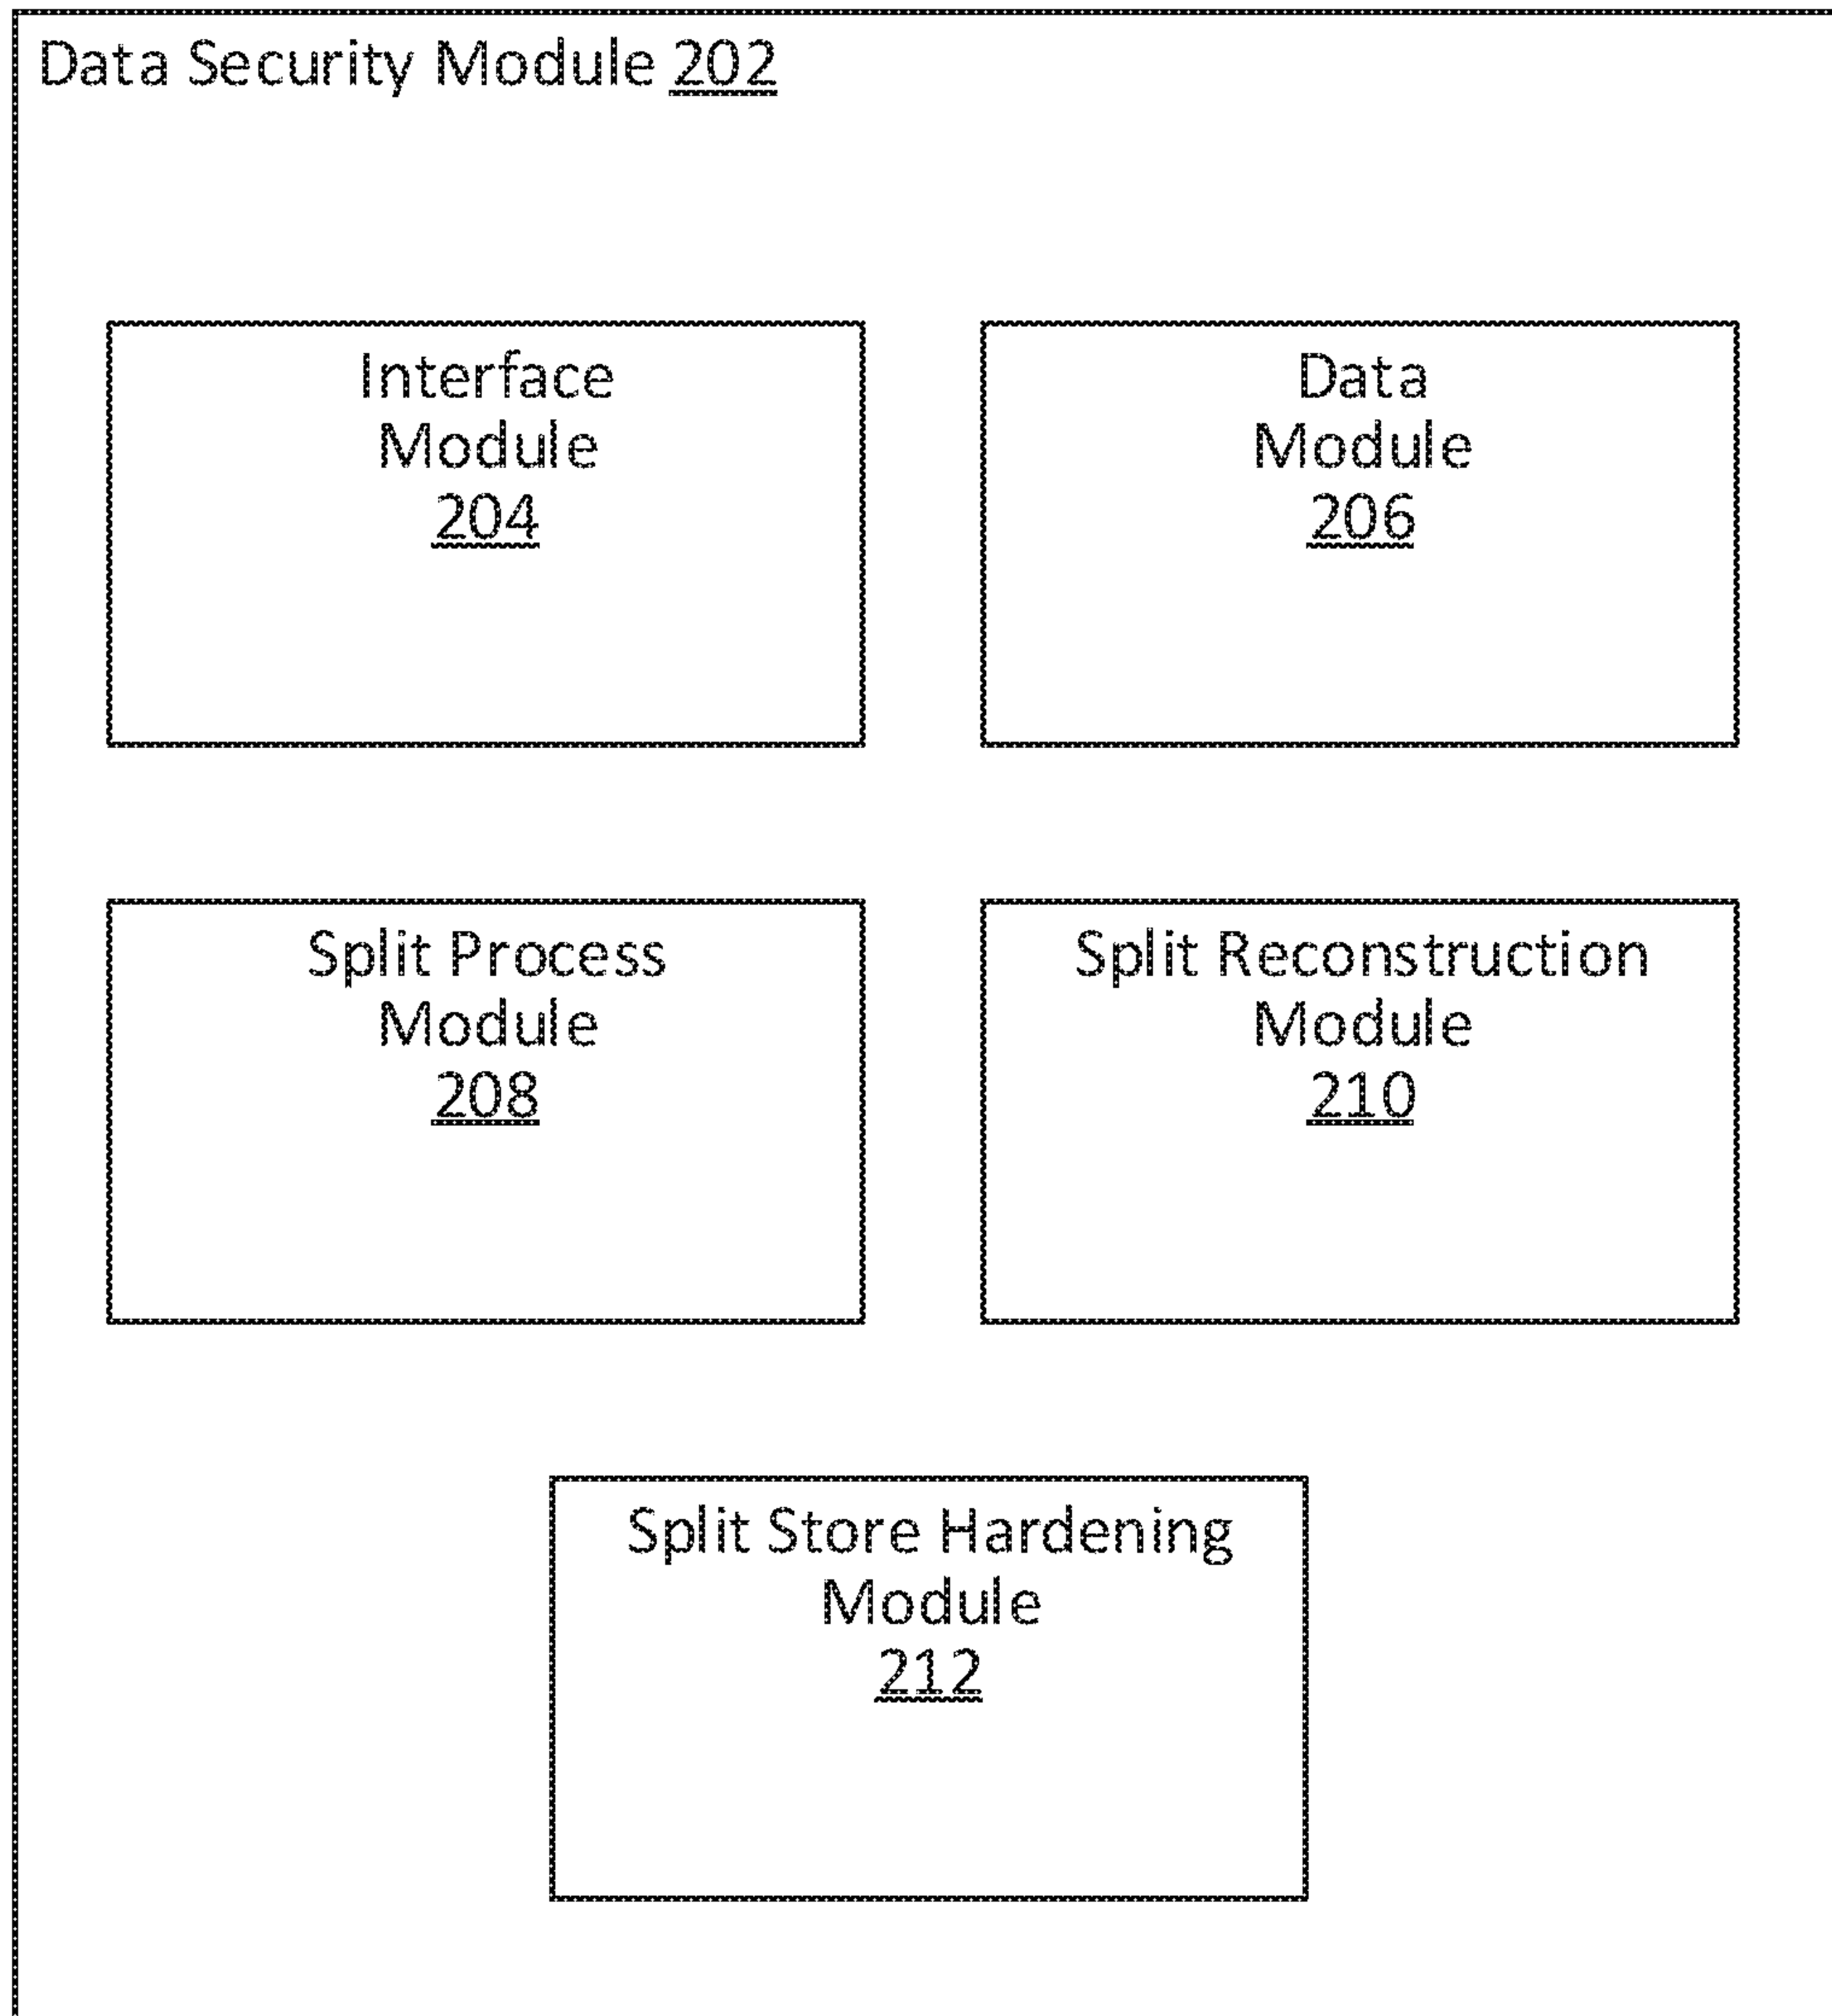 Data Security Module 202
Interface
Module
204
Data
Module
206
Split Process
Module
208
Split Reconstruction
Module
210
Split Store Hardening
Module
212